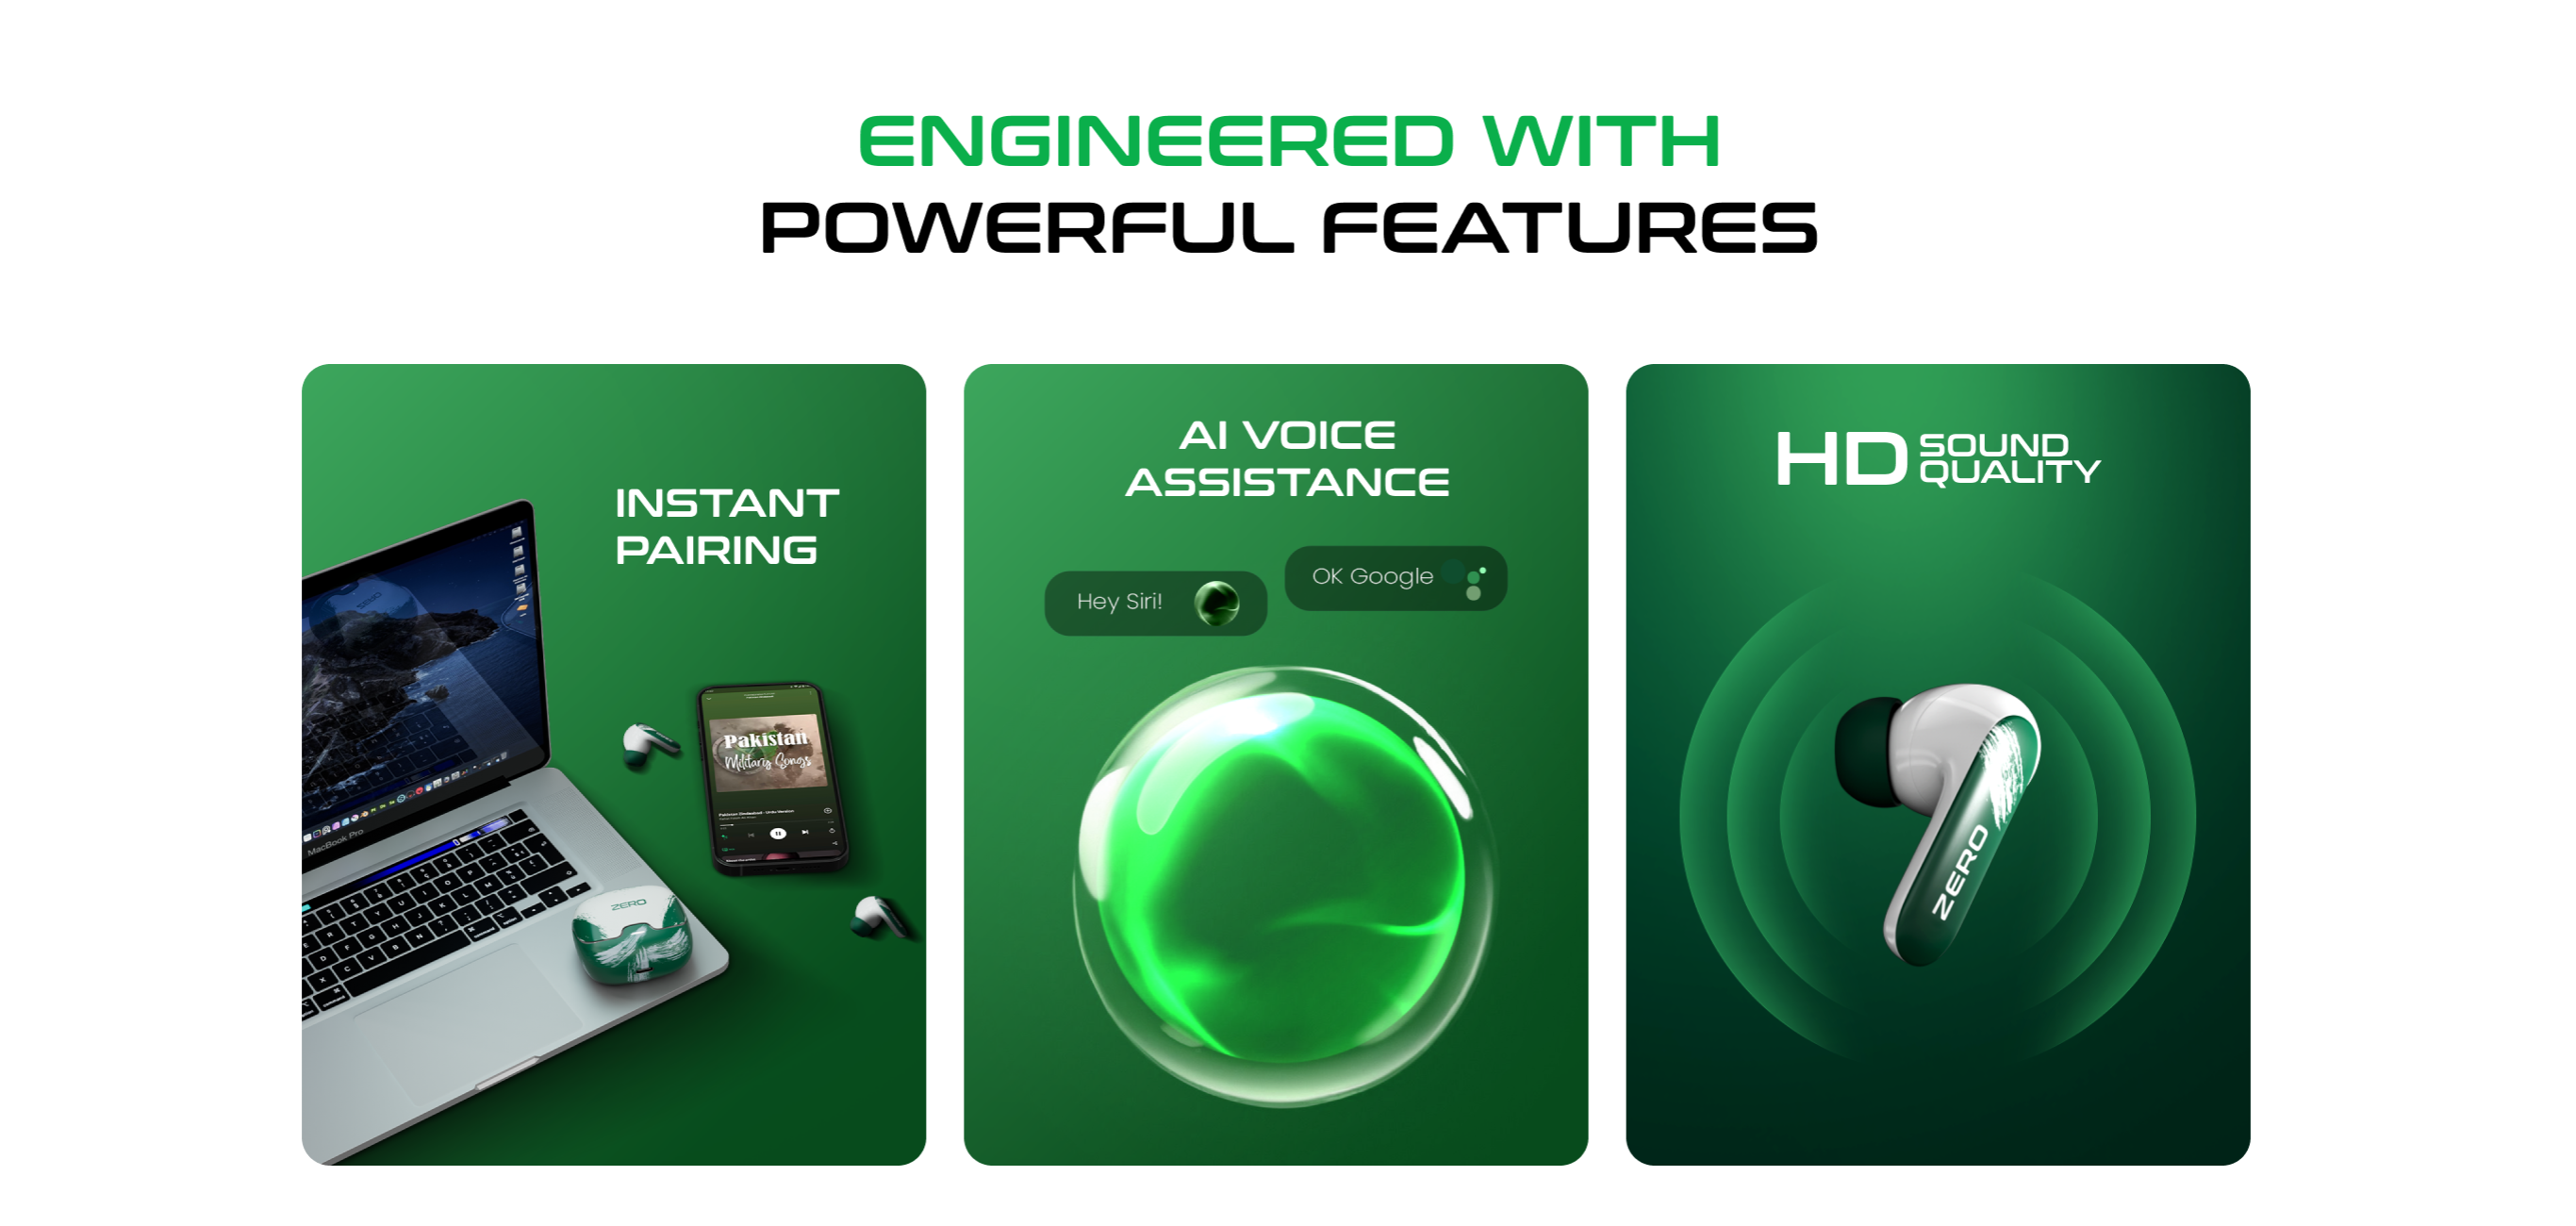 ENGINEERED WITH
POWERFUL FEATURES
INSTANT
PAIRING
MacBook Pro
ZERO
Pakistan
Military Songs
AI VOICE
ASSISTANCE
Hey Siri!
OK Google
HD SOUND
QUALITY
ZERO